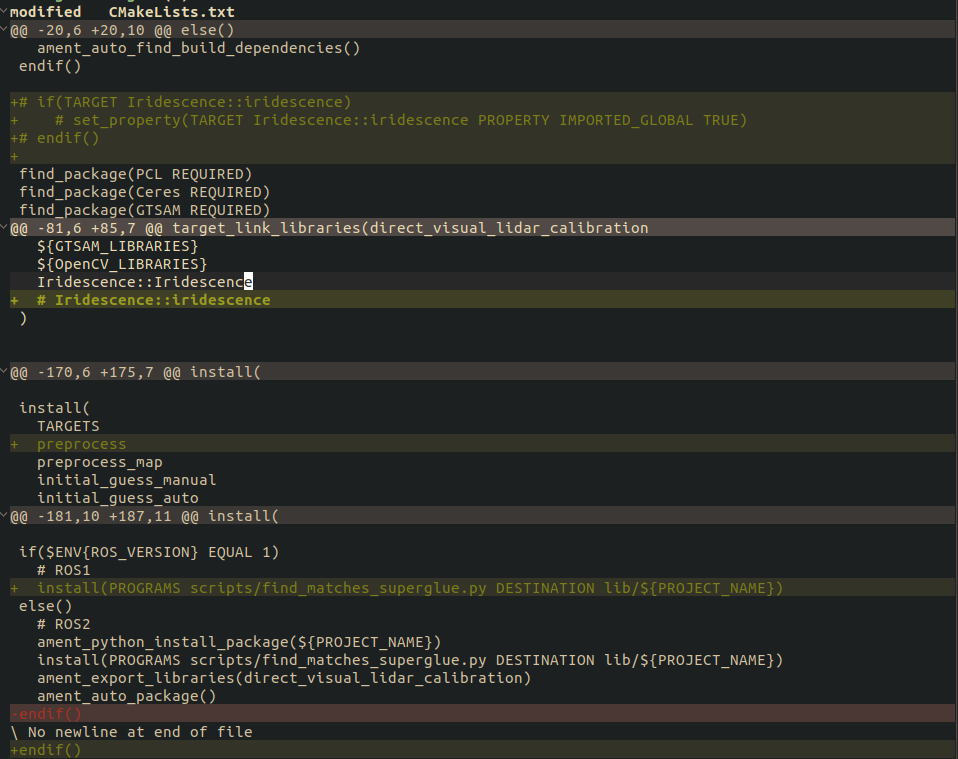 modified   CMakeLists.txt
@@ -20,6 +20,10 @@ else()
   ament_auto_find_build_dependencies()
 endif()

+# if(TARGET Iridescence::iridescence)
+    # set_property(TARGET Iridescence::iridescence PROPERTY IMPORTED_GLOBAL TRUE)
+# endif()
+
 find_package(PCL REQUIRED)
 find_package(Ceres REQUIRED)
 find_package(GTSAM REQUIRED)
@@ -81,6 +85,7 @@ target_link_libraries(direct_visual_lidar_calibration
   ${GTSAM_LIBRARIES}
   ${OpenCV_LIBRARIES}
   Iridescence::Iridescence
+  # Iridescence::iridescence
 )

@@ -170,6 +175,7 @@ install(

 install(
   TARGETS
+  preprocess
   preprocess_map
   initial_guess_manual
   initial_guess_auto
@@ -181,10 +187,11 @@ install(

 if($ENV{ROS_VERSION} EQUAL 1)
   # ROS1
+  install(PROGRAMS scripts/find_matches_superglue.py DESTINATION lib/${PROJECT_NAME})
 else()
   # ROS2
   ament_python_install_package(${PROJECT_NAME})
   install(PROGRAMS scripts/find_matches_superglue.py DESTINATION lib/${PROJECT_NAME})
   ament_export_libraries(direct_visual_lidar_calibration)
   ament_auto_package()
-endif()
\ No newline at end of file
+endif()